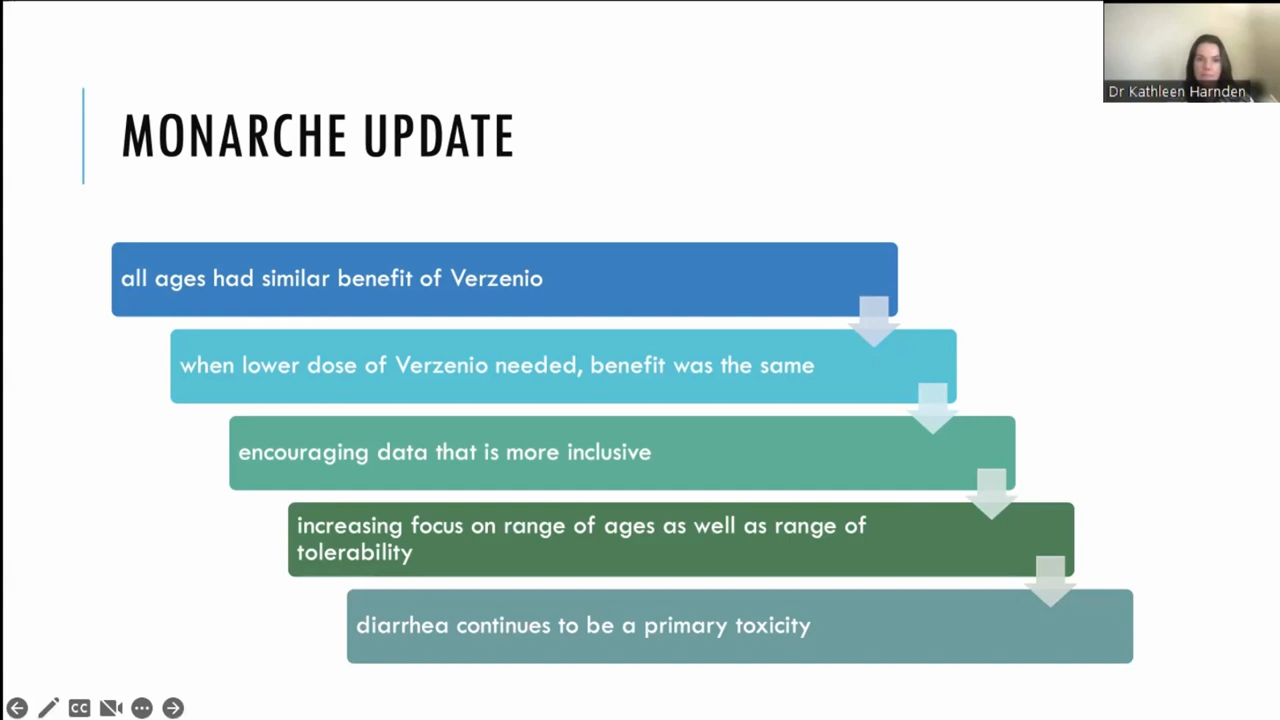 Dr Kathleen Harnden
MONARCHE UPDATE
all ages had similar benefit of Verzenio
when lower dose of Verzenio needed, benefit was the same
encouraging data that is more inclusive
increasing focus on range of ages as well as range of
tolerability
diarrhea continues to be a primary toxicity
CC